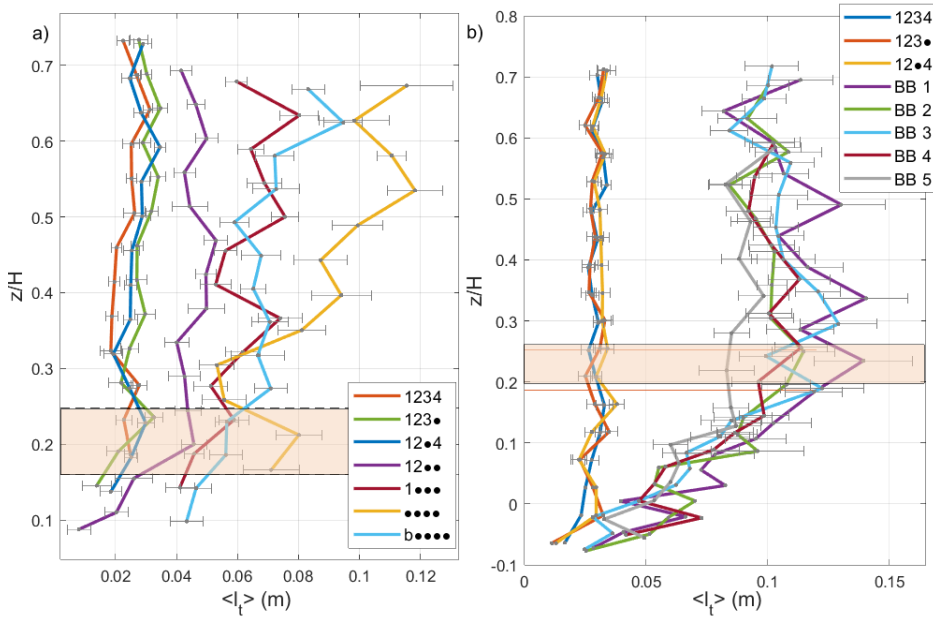 a)
z/H
0.7
0.6
0.5
0.4
0.3
0.2
0.1
0.02 0.04 0.06 0.08 0.1 0.12
<l_t> (m)
1234
123●
12●4
12●●
1●●●
●●●●
b●●●●
b)
z/H
0.8
0.7
0.6
0.5
0.4
0.3
0.2
0.1
0
-0.1
0 0.05 0.1 0.15
<l_t> (m)
1234
123●
12●4
BB 1
BB 2
BB 3
BB 4
BB 5